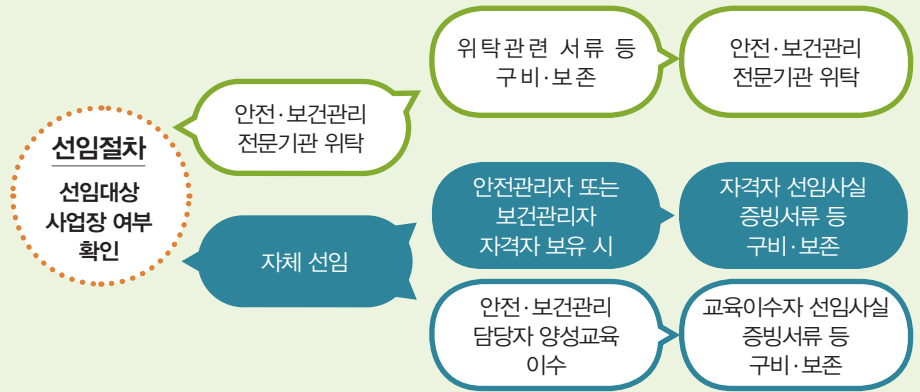 선임절차
선임대상
사업장 여부
확인
안전·보건관리
전문기관 위탁
위탁관련 서류 등
구비·보존
안전·보건관리
전문기관 위탁
자체 선임
안전관리자 또는
보건관리자
자격자 보유 시
자격자 선임사실
증빙서류 등
구비·보존
안전·보건관리
담당자 양성교육
이수
교육이수자 선임사실
증빙서류 등
구비·보존